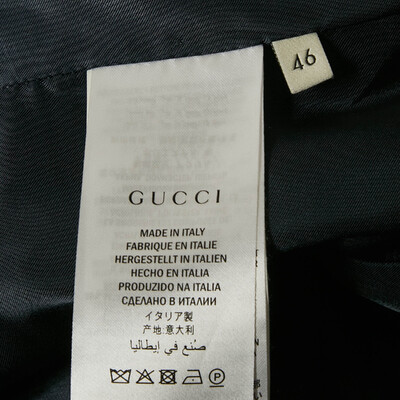 46
GUCCI
MADE IN ITALY
FABRIQUE EN ITALIE
HERGESTELLT IN ITALIEN
HECHO EN ITALIA
PRODUZIDO NA ITALIA
СДЕЛАНО В ИТАЛИИ
イタリア製
产地:意大利
صُنع في إيطاليا
P